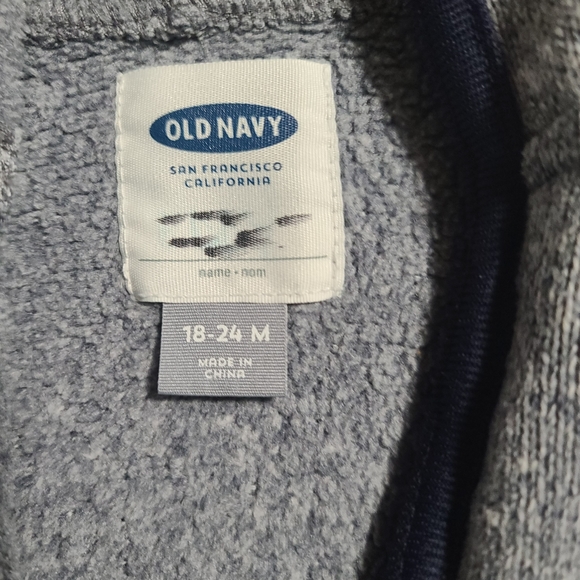 OLD NAVY
SAN FRANCISCO
CALIFORNIA
name • nom
18-24 M
MADE IN
CHINA